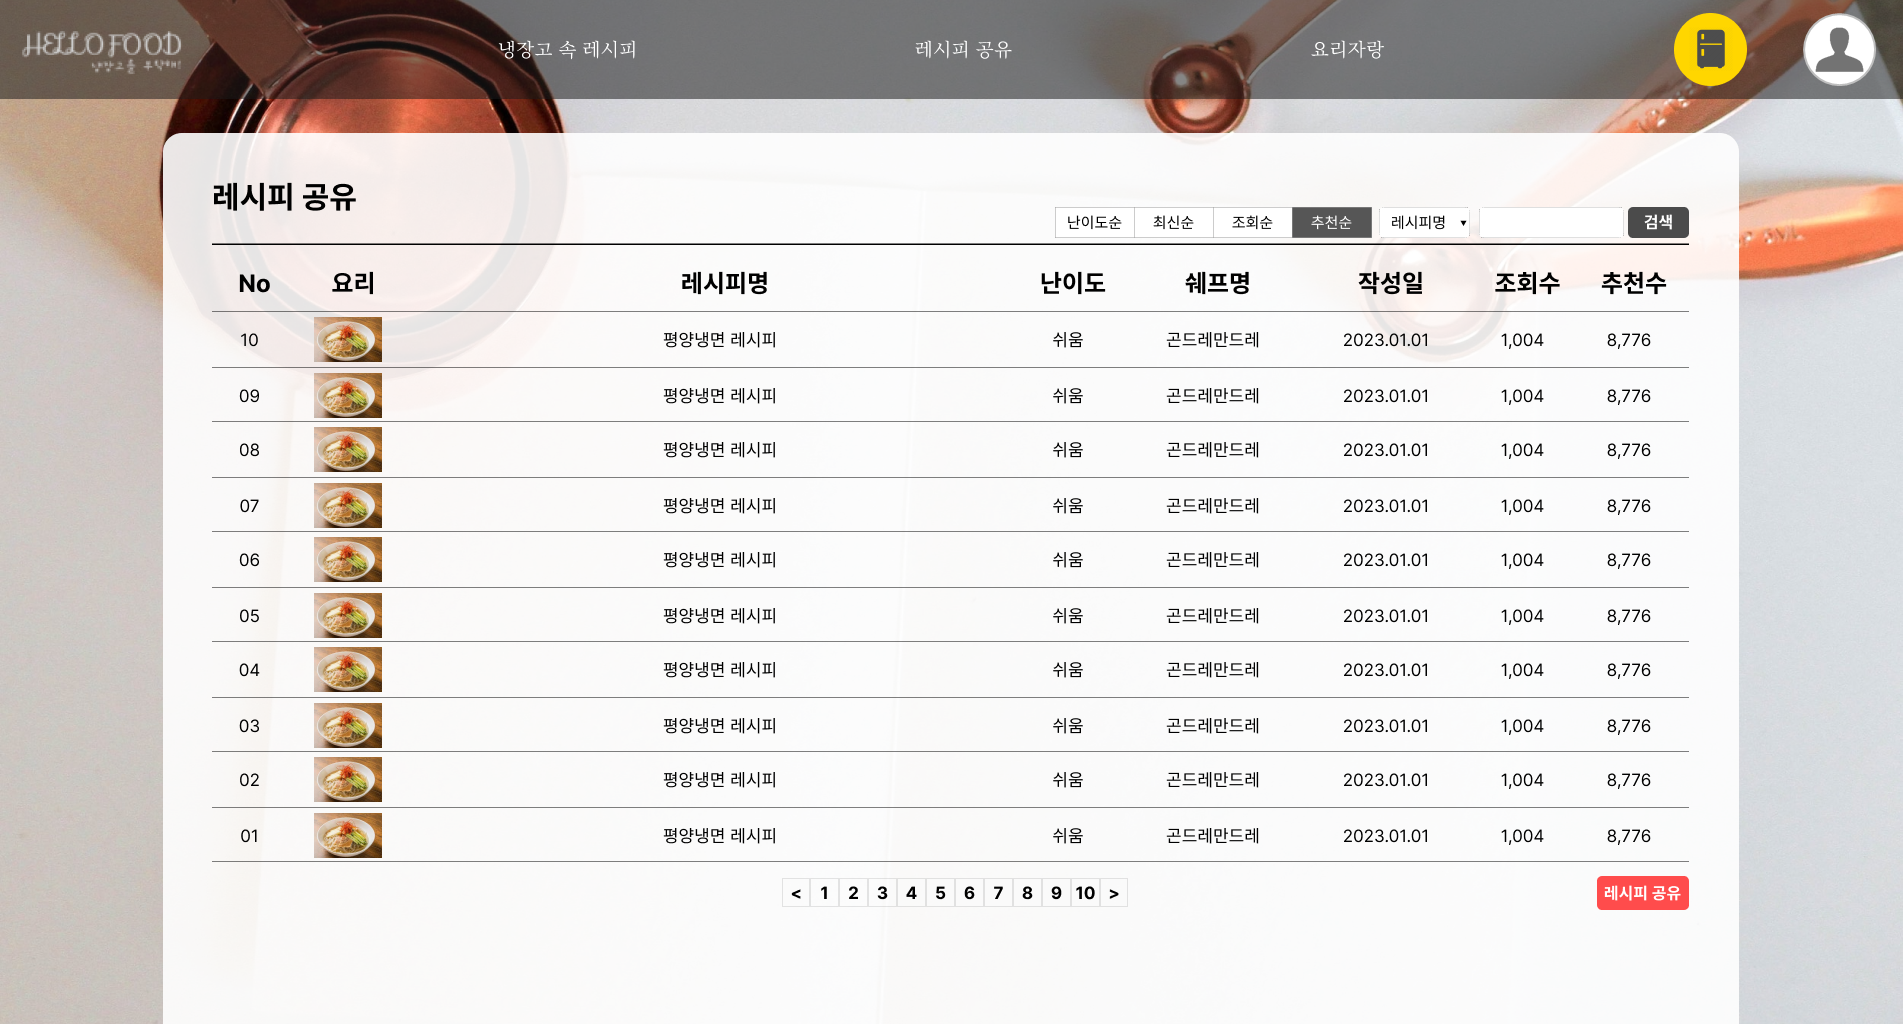 HELLO FOOD
냉장고를 부탁해!
냉장고 속 레시피 레시피 공유 요리자랑
레시피 공유
난이도순 최신순 조회순 추천순 레시피명 ▼ 검색
No 요리 레시피명 난이도 쉐프명 작성일 조회수 추천수
10 평양냉면 레시피 쉬움 곤드레만드레 2023.01.01 1,004 8,776
09 평양냉면 레시피 쉬움 곤드레만드레 2023.01.01 1,004 8,776
08 평양냉면 레시피 쉬움 곤드레만드레 2023.01.01 1,004 8,776
07 평양냉면 레시피 쉬움 곤드레만드레 2023.01.01 1,004 8,776
06 평양냉면 레시피 쉬움 곤드레만드레 2023.01.01 1,004 8,776
05 평양냉면 레시피 쉬움 곤드레만드레 2023.01.01 1,004 8,776
04 평양냉면 레시피 쉬움 곤드레만드레 2023.01.01 1,004 8,776
03 평양냉면 레시피 쉬움 곤드레만드레 2023.01.01 1,004 8,776
02 평양냉면 레시피 쉬움 곤드레만드레 2023.01.01 1,004 8,776
01 평양냉면 레시피 쉬움 곤드레만드레 2023.01.01 1,004 8,776
< 1 2 3 4 5 6 7 8 9 10 > 레시피 공유